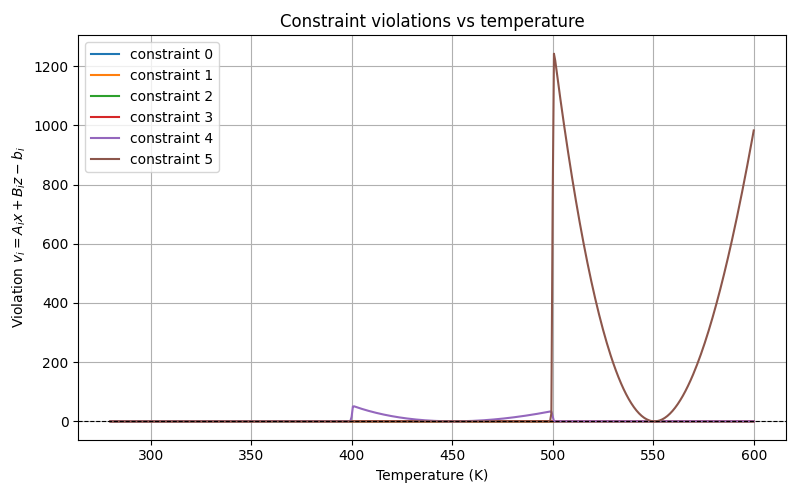 Constraint violations vs temperature
constraint 0
constraint 1
constraint 2
constraint 3
constraint 4
constraint 5
Violation $v_i = A_i x + B_i z - b_i$
1200
1000
800
600
400
200
0
300 350 400 450 500 550 600
Temperature (K)